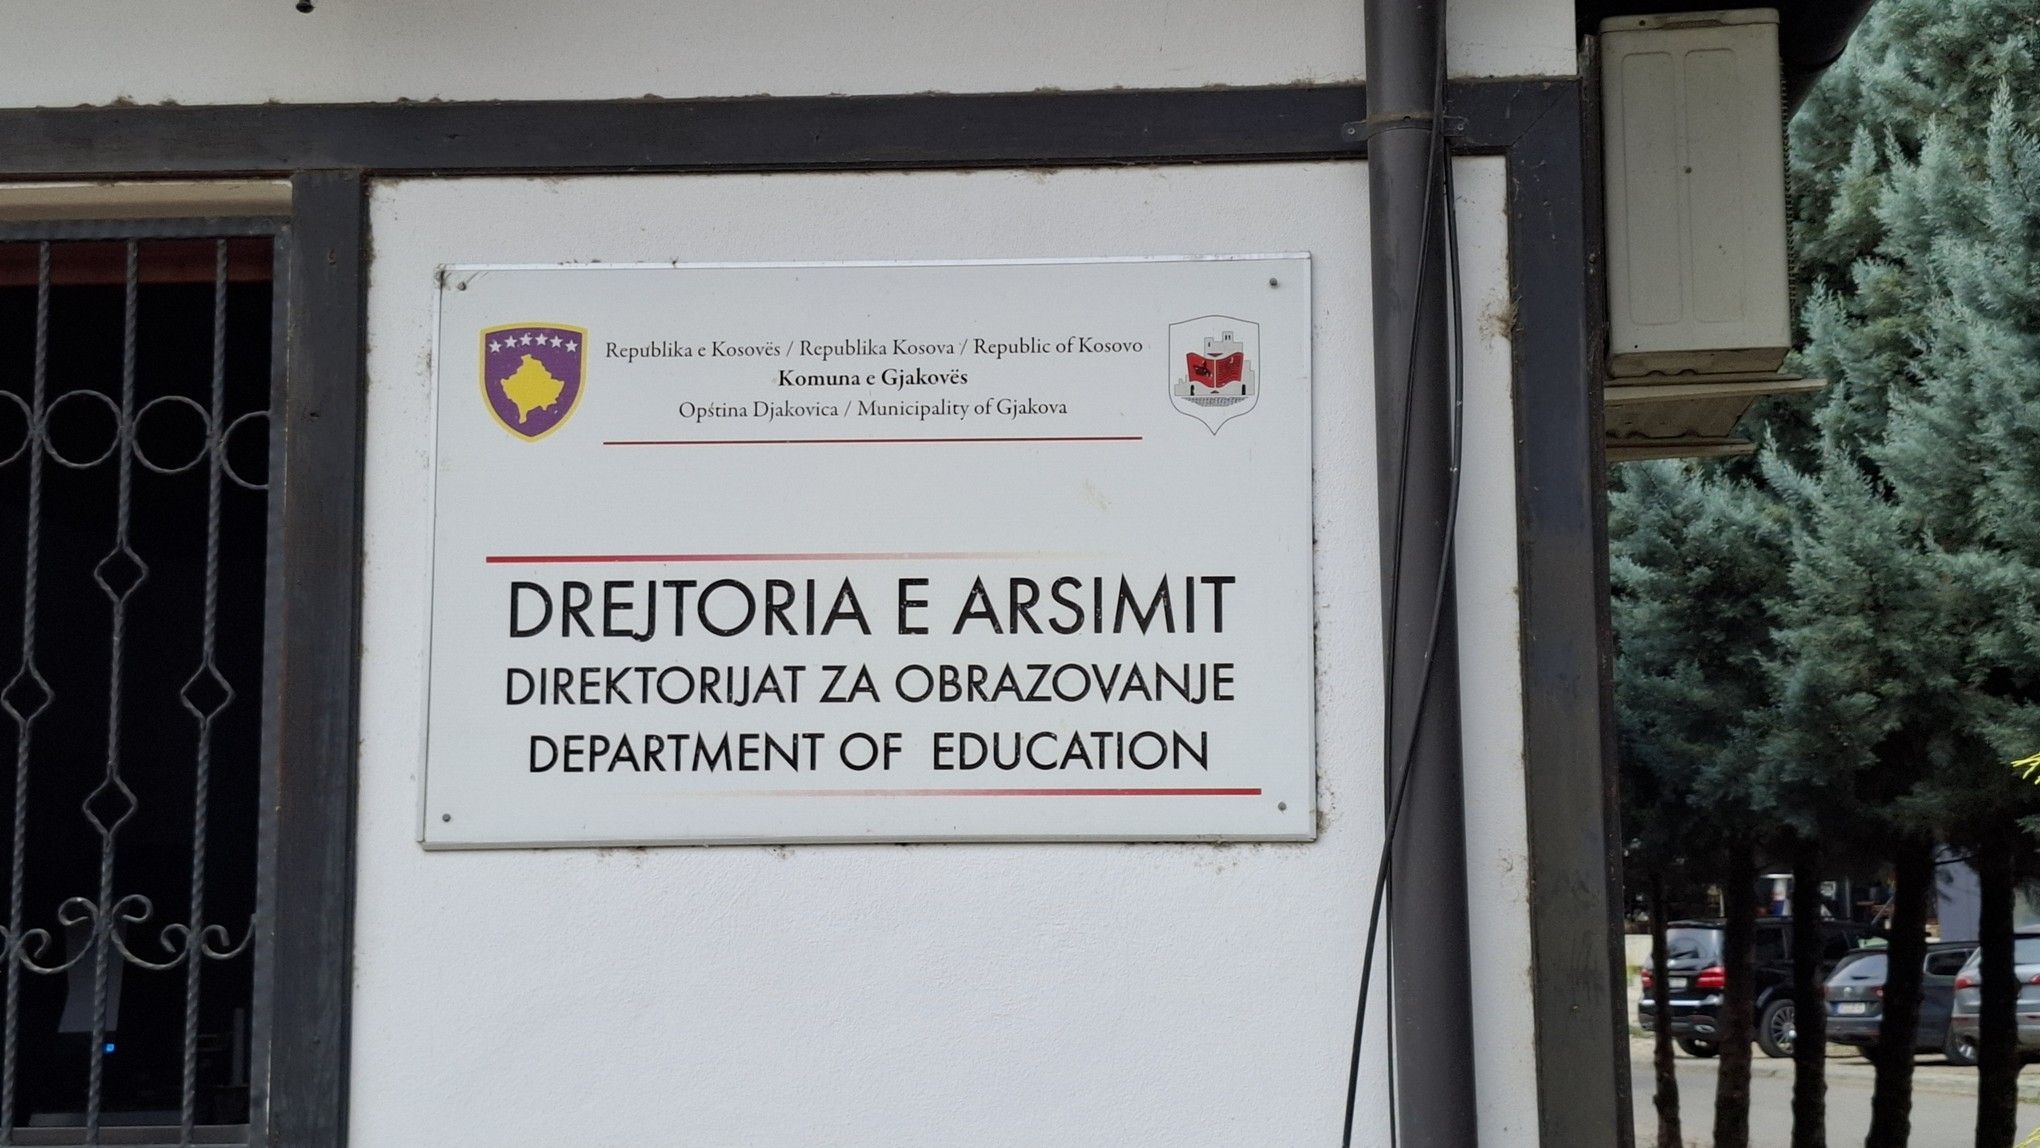 Republika e Kosovës / Republika Kosova / Republic of Kosovo
Komuna e Gjakovës
Opština Djakovica / Municipality of Gjakova
DREJTORIA E ARSIMIT
DIREKTORIJAT ZA OBRAZOVANJE
DEPARTMENT OF EDUCATION